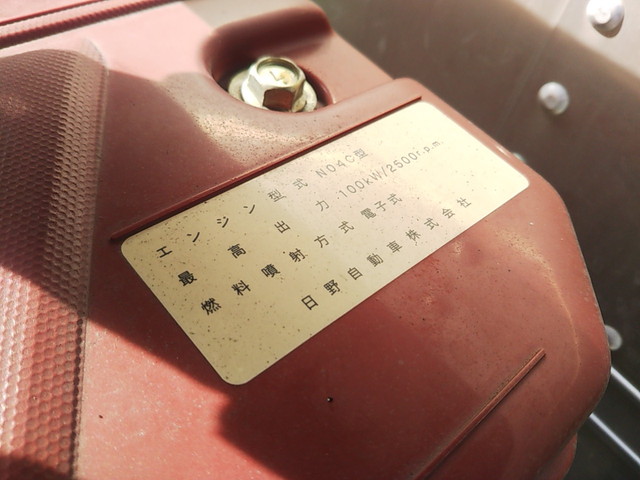 エンジン型式 N04C型
最高出力 100kW/2500r.p.m.
燃料噴射方式 電子式
日野自動車株式会社